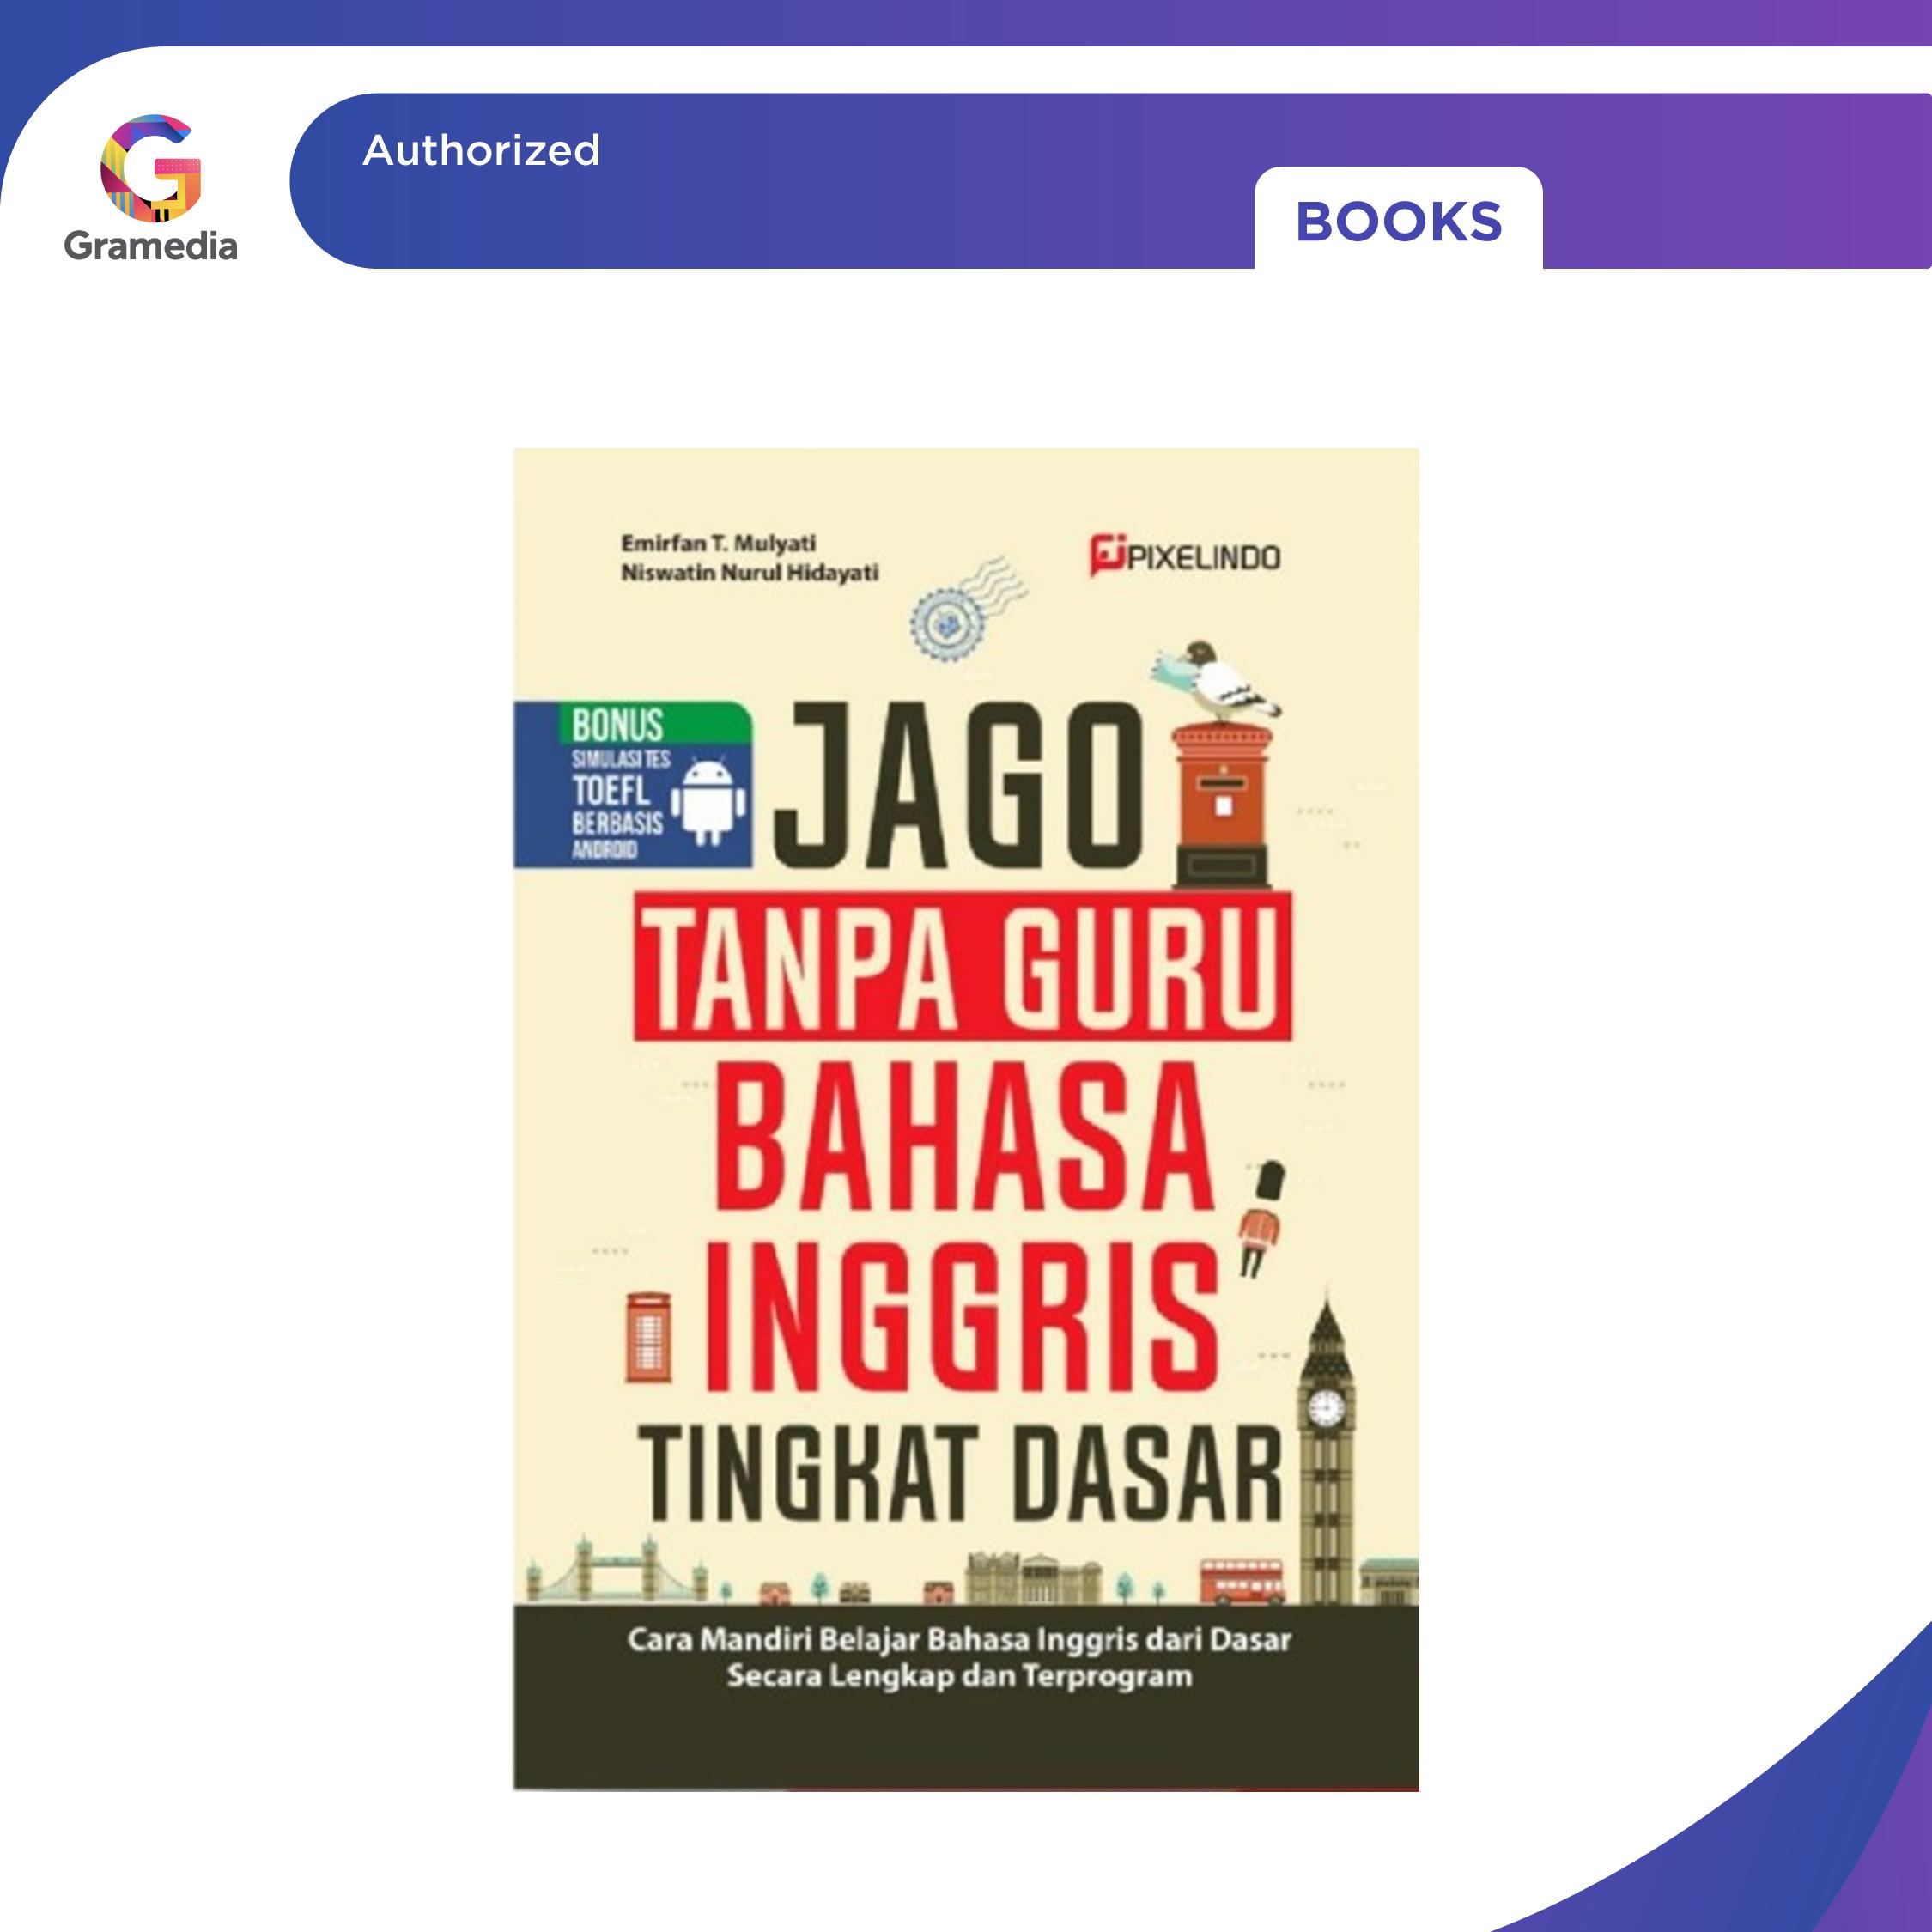 Gramedia
Authorized
BOOKS
Emirfan T. Mulyati
Niswatin Nurul Hidayati
PIXELINDO
BONUS
SIMULASI TES
TOEFL
BERBASIS
ANDROID
JAGO
TANPA GURU
BAHASA
INGGRIS
TINGKAT DASAR
Cara Mandiri Belajar Bahasa Inggris dari Dasar
Secara Lengkap dan Terprogram